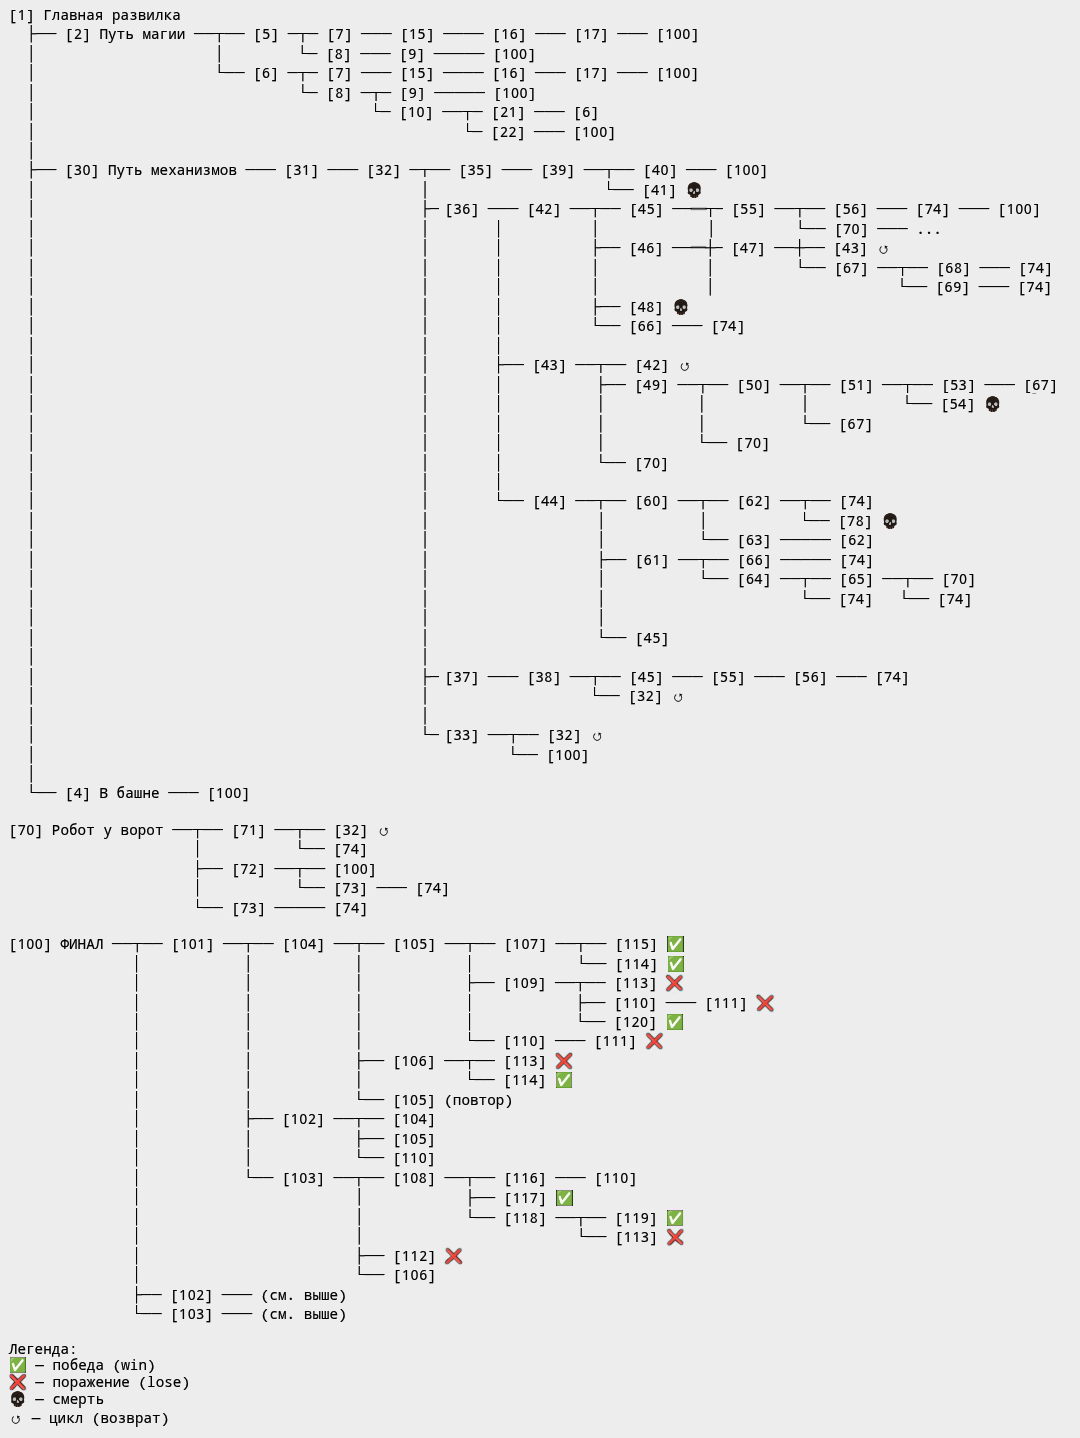 [1] Главная развилка
├── [2] Путь магии ──┬── [5] ─┬─ [7] ── [15] ─── [16] ── [17] ── [100]
│ │ └─ [8] ── [9] ──── [100]
│ └── [6] ─┬─ [7] ── [15] ─── [16] ── [17] ── [100]
│ └─ [8] ─┬─ [9] ──── [100]
│ └─ [10] ──┬─ [21] ── [6]
│ └─ [22] ── [100]
│
├── [30] Путь механизмов ── [31] ── [32] ─┬── [35] ── [39] ──┬── [40] ── [100]
│ │ └── [41] 💀
│ ├─ [36] ── [42] ──┬── [45] ──┬─ [55] ──┬── [56] ── [74] ── [100]
│ │ │ │ │ └── [70] ── ...
│ │ │ ├── [46] ──┼─ [47] ──┼── [43] ↺
│ │ │ │ │ └── [67] ──┬── [68] ── [74]
│ │ │ │ │ └── [69] ── [74]
│ │ │ ├── [48] 💀
│ │ │ └── [66] ── [74]
│ │ │
│ │ ├── [43] ──┬── [42] ↺
│ │ │ ├── [49] ──┬── [50] ──┬── [51] ──┬── [53] ── [67]
│ │ │ │ │ │ └── [54] 💀
│ │ │ │ │ └── [67]
│ │ │ │ └── [70]
│ │ │ └── [70]
│ │ │
│ │ └── [44] ──┬── [60] ──┬── [62] ──┬── [74]
│ │ │ │ └── [78] 💀
│ │ │ └── [63] ──── [62]
│ │ ├── [61] ──┬── [66] ──── [74]
│ │ │ └── [64] ──┬── [65] ──┬── [70]
│ │ │ └── [74] └── [74]
│ │ │
│ │ └── [45]
│ │
│ ├─ [37] ── [38] ──┬── [45] ── [55] ── [56] ── [74]
│ │ └── [32] ↺
│ │
│ └─ [33] ──┬── [32] ↺
│ └── [100]
│
└── [4] В башне ── [100]
[70] Робот у ворот ──┬── [71] ──┬── [32] ↺
│ └── [74]
├── [72] ──┬── [100]
│ └── [73] ── [74]
└── [73] ──── [74]
[100] ФИНАЛ ──┬── [101] ──┬── [104] ──┬── [105] ──┬── [107] ──┬── [115] ✅
│ │ │ │ └── [114] ✅
│ │ │ ├── [109] ──┬── [113] ❌
│ │ │ │ ├── [110] ── [111] ❌
│ │ │ │ └── [120] ✅
│ │ │ └── [110] ── [111] ❌
│ │ ├── [106] ──┬── [113] ❌
│ │ │ └── [114] ✅
│ │ └── [105] (повтор)
│ ├── [102] ──┬── [104]
│ │ ├── [105]
│ │ └── [110]
│ └── [103] ──┬── [108] ──┬── [116] ── [110]
│ │ ├── [117] ✅
│ │ └── [118] ──┬── [119] ✅
│ │ └── [113] ❌
│ ├── [112] ❌
│ └── [106]
├── [102] ── (см. выше)
└── [103] ── (см. выше)
Легенда:
✅ — победа (win)
❌ — поражение (lose)
💀 — смерть
↺ — цикл (возврат)